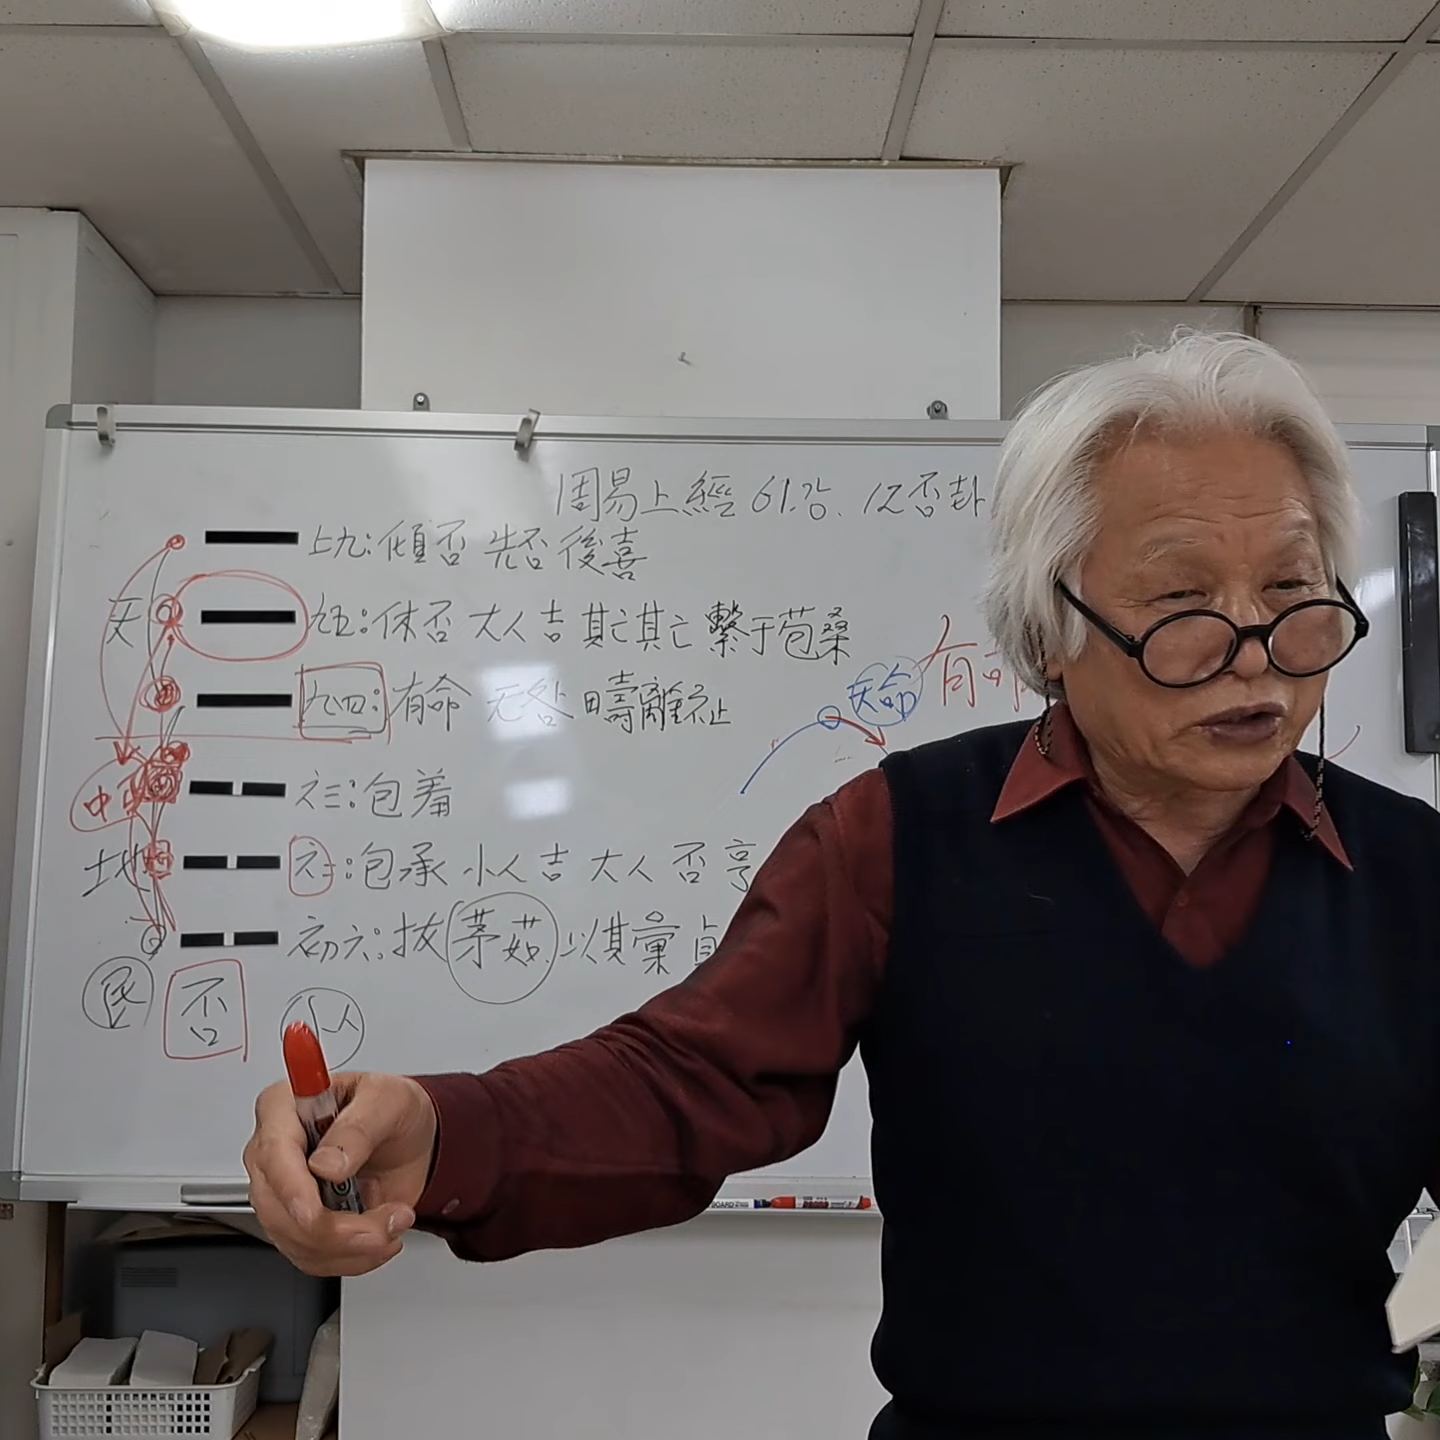 周易上經 61강. 12否卦
上九: 傾否 先否 後喜
天 九五: 休否 大人 吉 其亡其亡 繫于苞桑
九四: 有命 无咎 疇離祉
天命 有
中
六三: 包羞
土地 六二: 包承 小人 吉 大人 否 亨
初六: 拔茅茹 以其彙 貞
民 否 小人